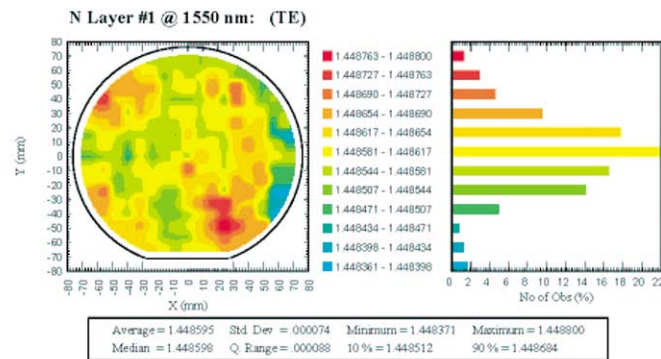 N Layer #1 @ 1550 nm: (TE)
80
70
60
50
40
30
20
10
0
-10
-20
-30
-40
-50
-60
-70
-80
Y (mm)
-80 -70 -60 -50 -40 -30 -20 -10 0 10 20 30 40 50 60 70 80
X (mm)
1.448763 - 1.448800
1.448727 - 1.448763
1.448690 - 1.448727
1.448654 - 1.448690
1.448617 - 1.448654
1.448581 - 1.448617
1.448544 - 1.448581
1.448507 - 1.448544
1.448471 - 1.448507
1.448434 - 1.448471
1.448398 - 1.448434
1.448361 - 1.448398
0 2 4 6 8 10 12 14 16 18 20 22
No of Obs (%)
Average = 1.448595 Std. Dev = .000074 Minimum = 1.448371 Maximum = 1.448800
Median = 1.448598 Q. Range = .000088 10 % = 1.448512 90 % = 1.448684